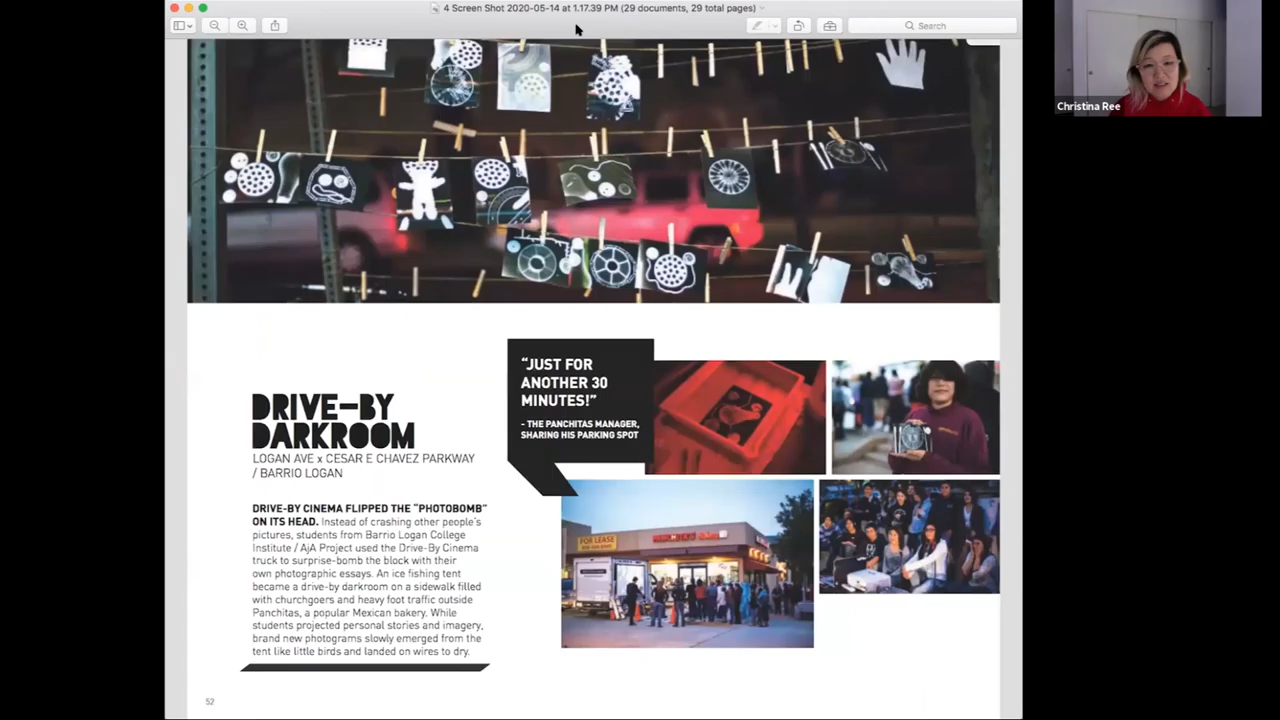 4 Screen Shot 2020-05-14 at 1.17.39 PM (29 documents, 29 total pages)
Search
Christina Ree
"JUST FOR
ANOTHER 30
MINUTES!"
- THE PANCHITAS MANAGER,
SHARING HIS PARKING SPOT
DRIVE-BY
DARKROOM
LOGAN AVE x CESAR E CHAVEZ PARKWAY
/ BARRIO LOGAN
DRIVE-BY CINEMA FLIPPED THE "PHOTOBOMB"
ON ITS HEAD. Instead of crashing other people's
pictures, students from Barrio Logan College
Institute / AjA Project used the Drive-By Cinema
truck to surprise-bomb the block with their
own photographic essays. An ice fishing tent
became a drive-by darkroom on a sidewalk filled
with churchgoers and heavy foot traffic outside
Panchitas, a popular Mexican bakery. While
students projected personal stories and imagery,
brand new photograms slowly emerged from the
tent like little birds and landed on wires to dry.
FOR LEASE
52